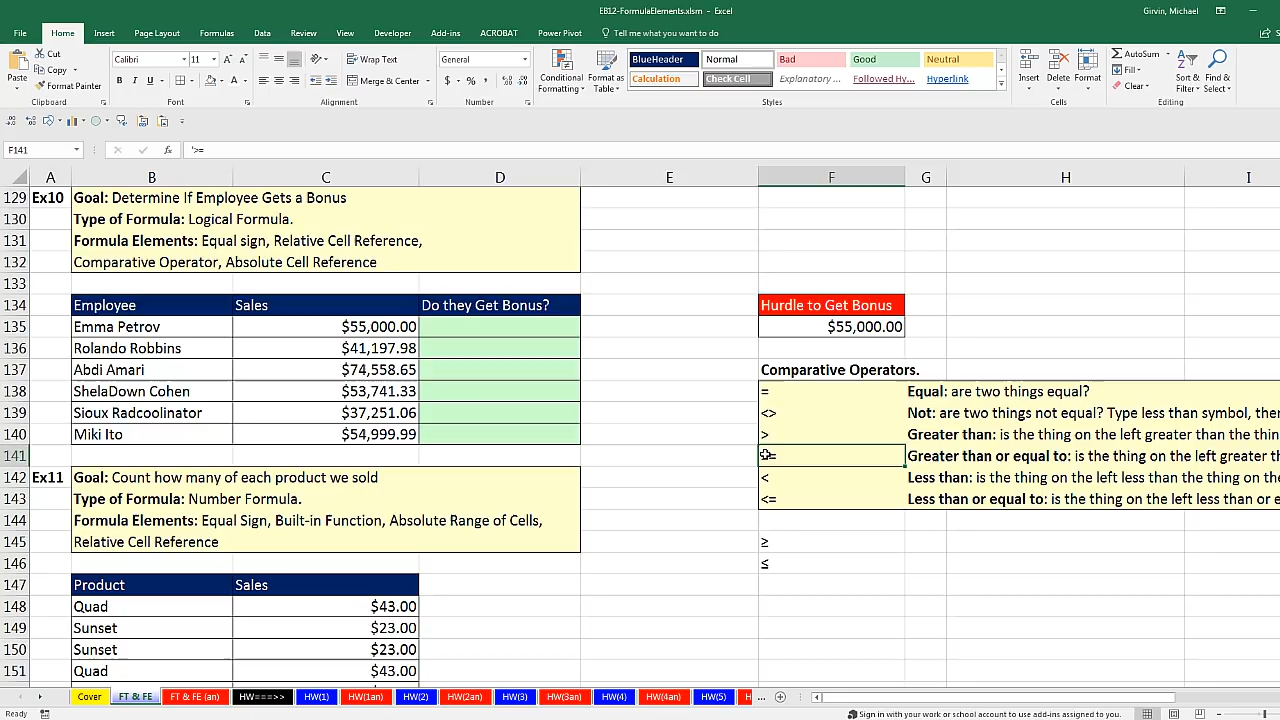 EB12-FormulaElements.xlsm - Excel
Girvin, Michael
File Home Insert Page Layout Formulas Data Review View Developer Add-ins ACROBAT Power Pivot Tell me what you want to do
Cut
Copy
Format Painter
Paste
Clipboard
Calibri 11
B I U
Font
Wrap Text
Merge & Center
Alignment
General
$ % ,
Number
Conditional Formatting
Format as Table
BlueHeader Normal Bad Good Neutral
Calculation Check Cell Explanatory ... Followed Hy... Hyperlink
Styles
Insert Delete Format
Cells
AutoSum
Fill
Clear
Sort & Filter
Find & Select
Editing
F141 fx '>=
A B C D E F G H I
129 Ex10 Goal: Determine If Employee Gets a Bonus
130 Type of Formula: Logical Formula.
131 Formula Elements: Equal sign, Relative Cell Reference,
132 Comparative Operator, Absolute Cell Reference
133
134 Employee Sales Do they Get Bonus? Hurdle to Get Bonus
135 Emma Petrov $55,000.00 $55,000.00
136 Rolando Robbins $41,197.98
137 Abdi Amari $74,558.65 Comparative Operators.
138 ShelaDown Cohen $53,741.33 = Equal: are two things equal?
139 Sioux Radcoolinator $37,251.06 <> Not: are two things not equal? Type less than symbol, then
140 Miki Ito $54,999.99 > Greater than: is the thing on the left greater than the thin
141 >= Greater than or equal to: is the thing on the left greater th
142 Ex11 Goal: Count how many of each product we sold < Less than: is the thing on the left less than the thing on the
143 Type of Formula: Number Formula. <= Less than or equal to: is the thing on the left less than or e
144 Formula Elements: Equal Sign, Built-in Function, Absolute Range of Cells,
145 Relative Cell Reference ≥
146 ≤
147 Product Sales
148 Quad $43.00
149 Sunset $23.00
150 Sunset $23.00
151 Quad $43.00
Cover FT & FE FT & FE (an) HW====>> HW(1) HW(1an) HW(2) HW(2an) HW(3) HW(3an) HW(4) HW(4an) HW(5) H ...
Ready
Sign in with your work or school account to use add-ins assigned to you.